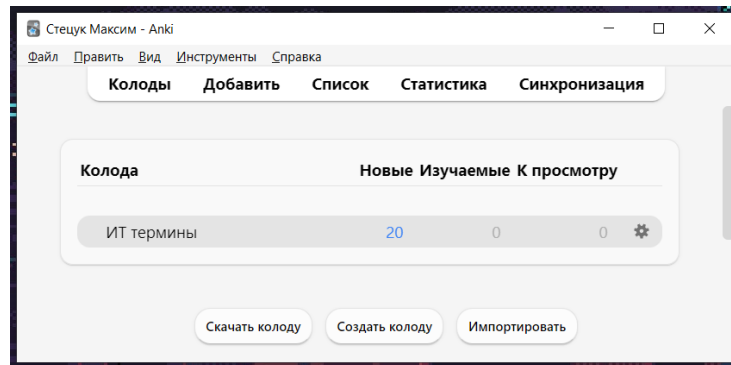 Стецук Максим - Anki
Файл Править Вид Инструменты Справка
Колоды Добавить Список Статистика Синхронизация
Колода Новые Изучаемые К просмотру
ИТ термины 20 0 0
Скачать колоду Создать колоду Импортировать